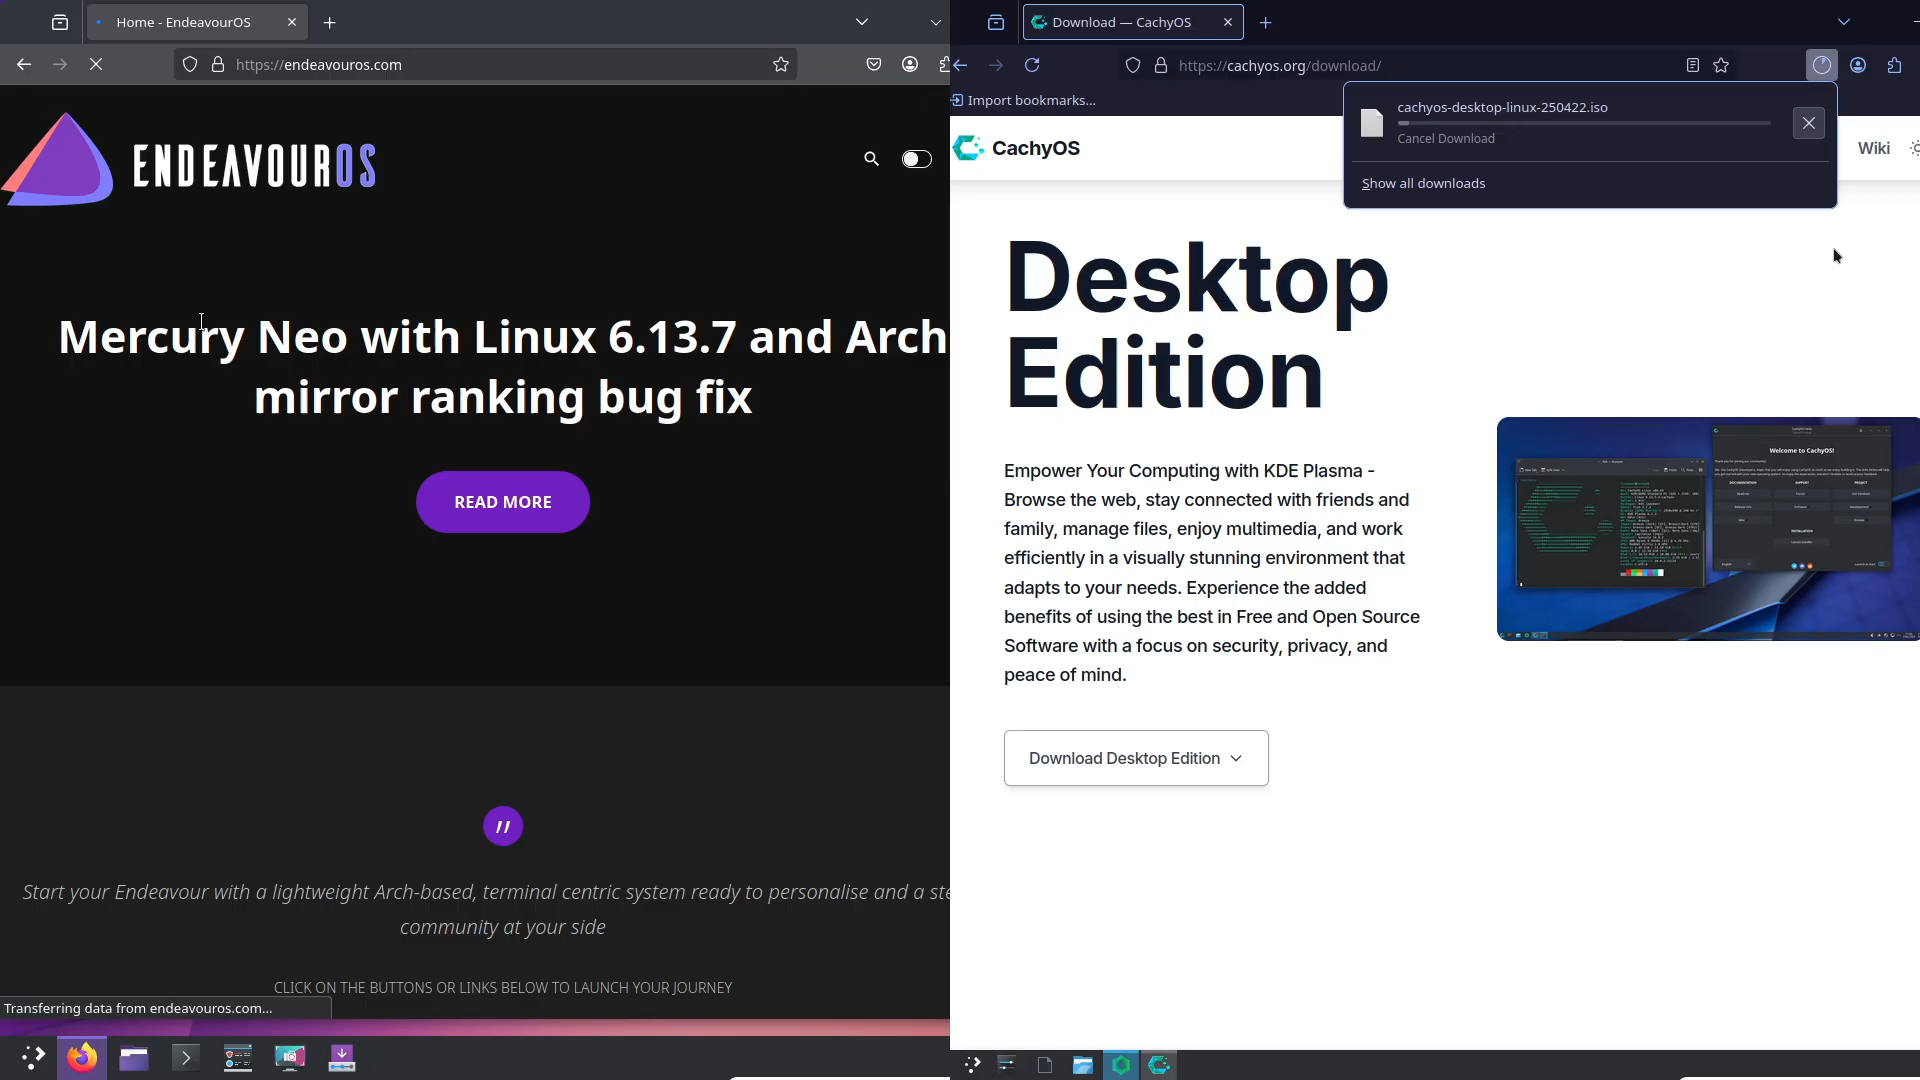 Home - EndeavourOS
https://endeavouros.com
ENDEAVOUROS
Mercury Neo with Linux 6.13.7 and Arch
mirror ranking bug fix
READ MORE
Start your Endeavour with a lightweight Arch-based, terminal centric system ready to personalise and a ste
community at your side
CLICK ON THE BUTTONS OR LINKS BELOW TO LAUNCH YOUR JOURNEY
Transferring data from endeavouros.com...
Download — CachyOS
https://cachyos.org/download/
Import bookmarks...
cachyos-desktop-linux-250422.iso
Cancel Download
Show all downloads
CachyOS
Wiki
Desktop
Edition
Empower Your Computing with KDE Plasma -
Browse the web, stay connected with friends and
family, manage files, enjoy multimedia, and work
efficiently in a visually stunning environment that
adapts to your needs. Experience the added
benefits of using the best in Free and Open Source
Software with a focus on security, privacy, and
peace of mind.
Download Desktop Edition
Welcome to CachyOS!
DOCUMENTATION
SUPPORT
PROJECT
INSTALLATION